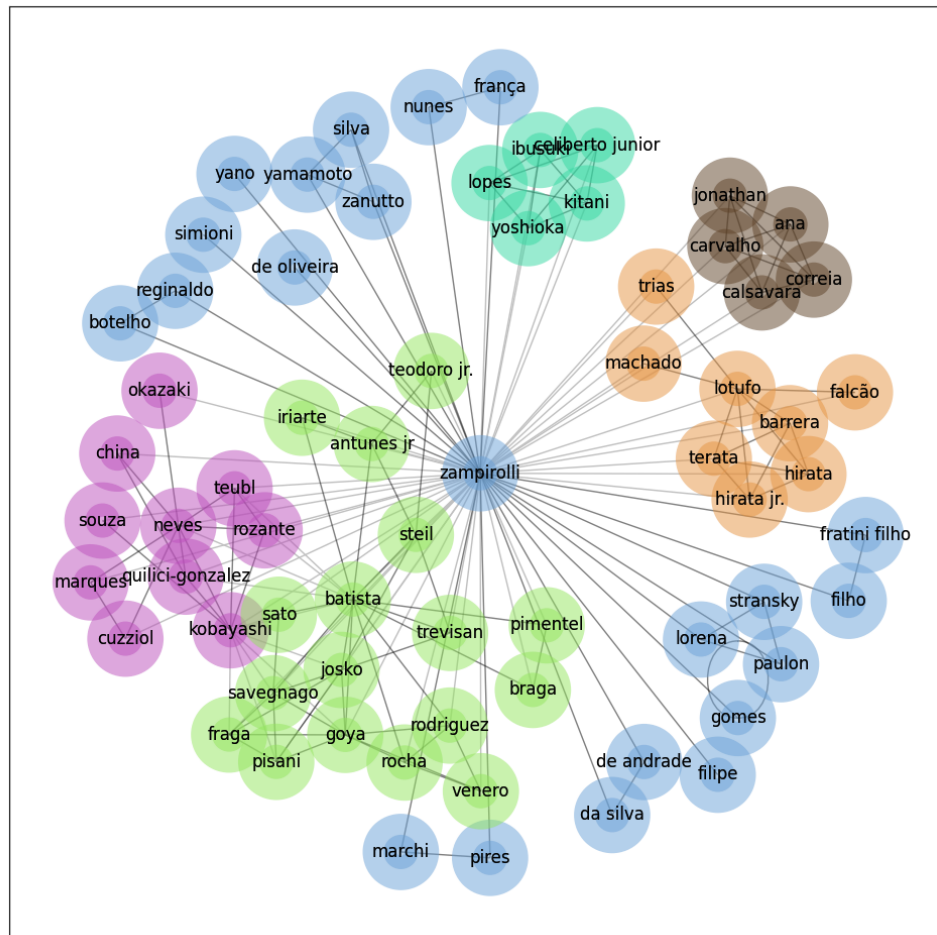 frança
nunes
silva
ibusuki
celiberto junior
yano
yamamoto
lopes
zanutto
kitani
jonathan
ana
yoshioka
simioni
carvalho
de oliveira
reginaldo
trias
calsavara
correia
botelho
machado
teodoro jr.
okazaki
lotufo
falcão
iriarte
barrera
antunes jr
china
zampirolli
terata
hirata
teubl
hirata jr.
souza
neves
rozante
steil
fratini filho
marques
quilici-gonzalez
batista
stransky
filho
sato
pimentel
cuzziol
kobayashi
trevisan
lorena
josko
paulon
savegnago
braga
gomes
fraga
goya
rodriguez
pisani
rocha
de andrade
filipe
venero
da silva
marchi
pires